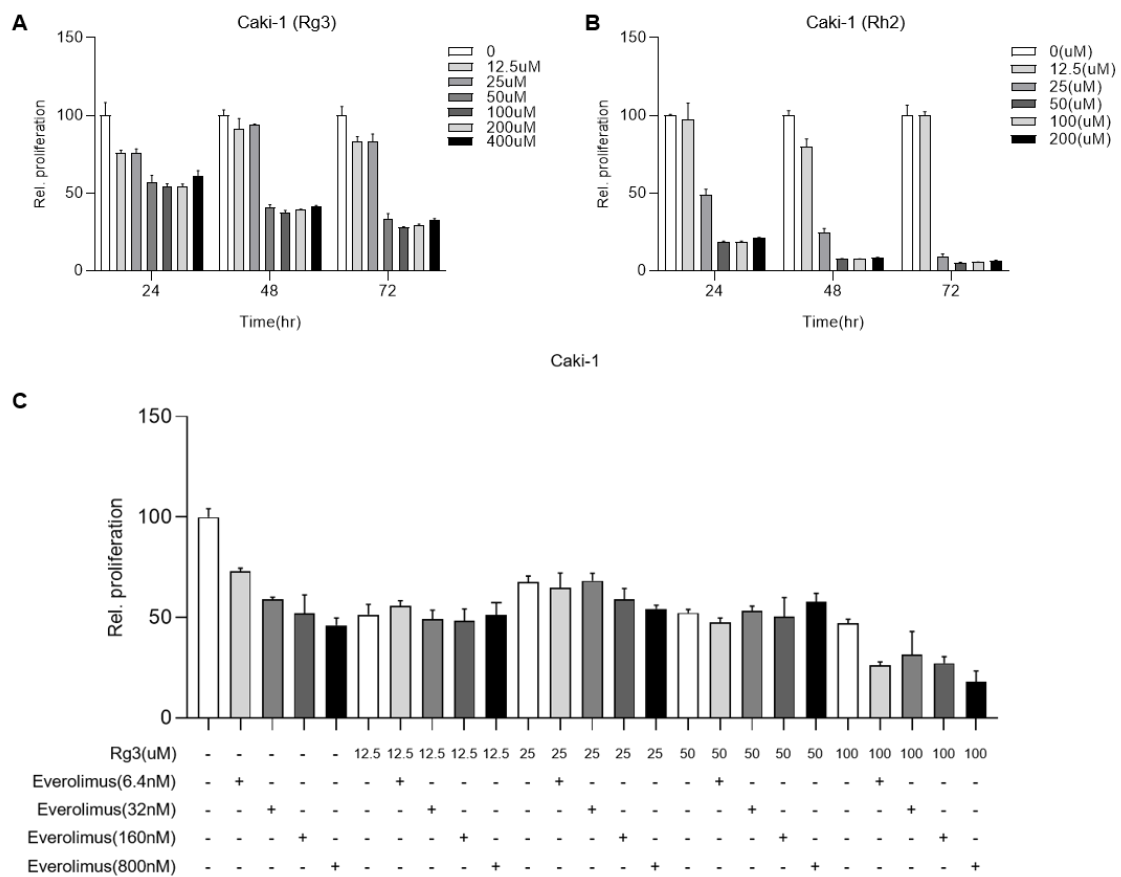 A
Caki-1 (Rg3)
150
100
50
0
Rel. proliferation
24
48
72
Time(hr)
0
12.5uM
25uM
50uM
100uM
200uM
400uM
B
Caki-1 (Rh2)
150
100
50
0
Rel. proliferation
24
48
72
Time(hr)
0(uM)
12.5(uM)
25(uM)
50(uM)
100(uM)
200(uM)
Caki-1
C
150
100
50
0
Rel. proliferation
Rg3(uM) - - - - - 12.5 12.5 12.5 12.5 12.5 25 25 25 25 25 50 50 50 50 50 100 100 100 100 100
Everolimus(6.4nM) - + - - - - + - - - - + - - - - + - - - - + - - -
Everolimus(32nM) - - + - - - - + - - - - + - - - - + - - - - + - -
Everolimus(160nM) - - - + - - - - + - - - - + - - - - + - - - - + -
Everolimus(800nM) - - - - + - - - - + - - - - + - - - - + - - - - +